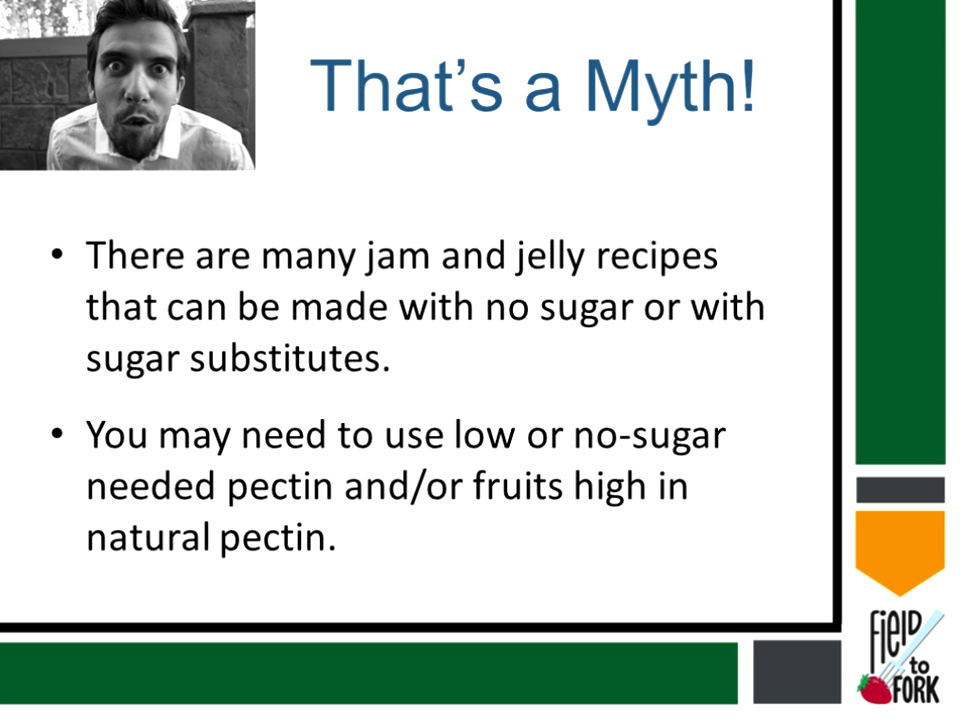 That’s a Myth!
• There are many jam and jelly recipes
that can be made with no sugar or with
sugar substitutes.
• You may need to use low or no-sugar
needed pectin and/or fruits high in
natural pectin.
FiElD
to
FORK